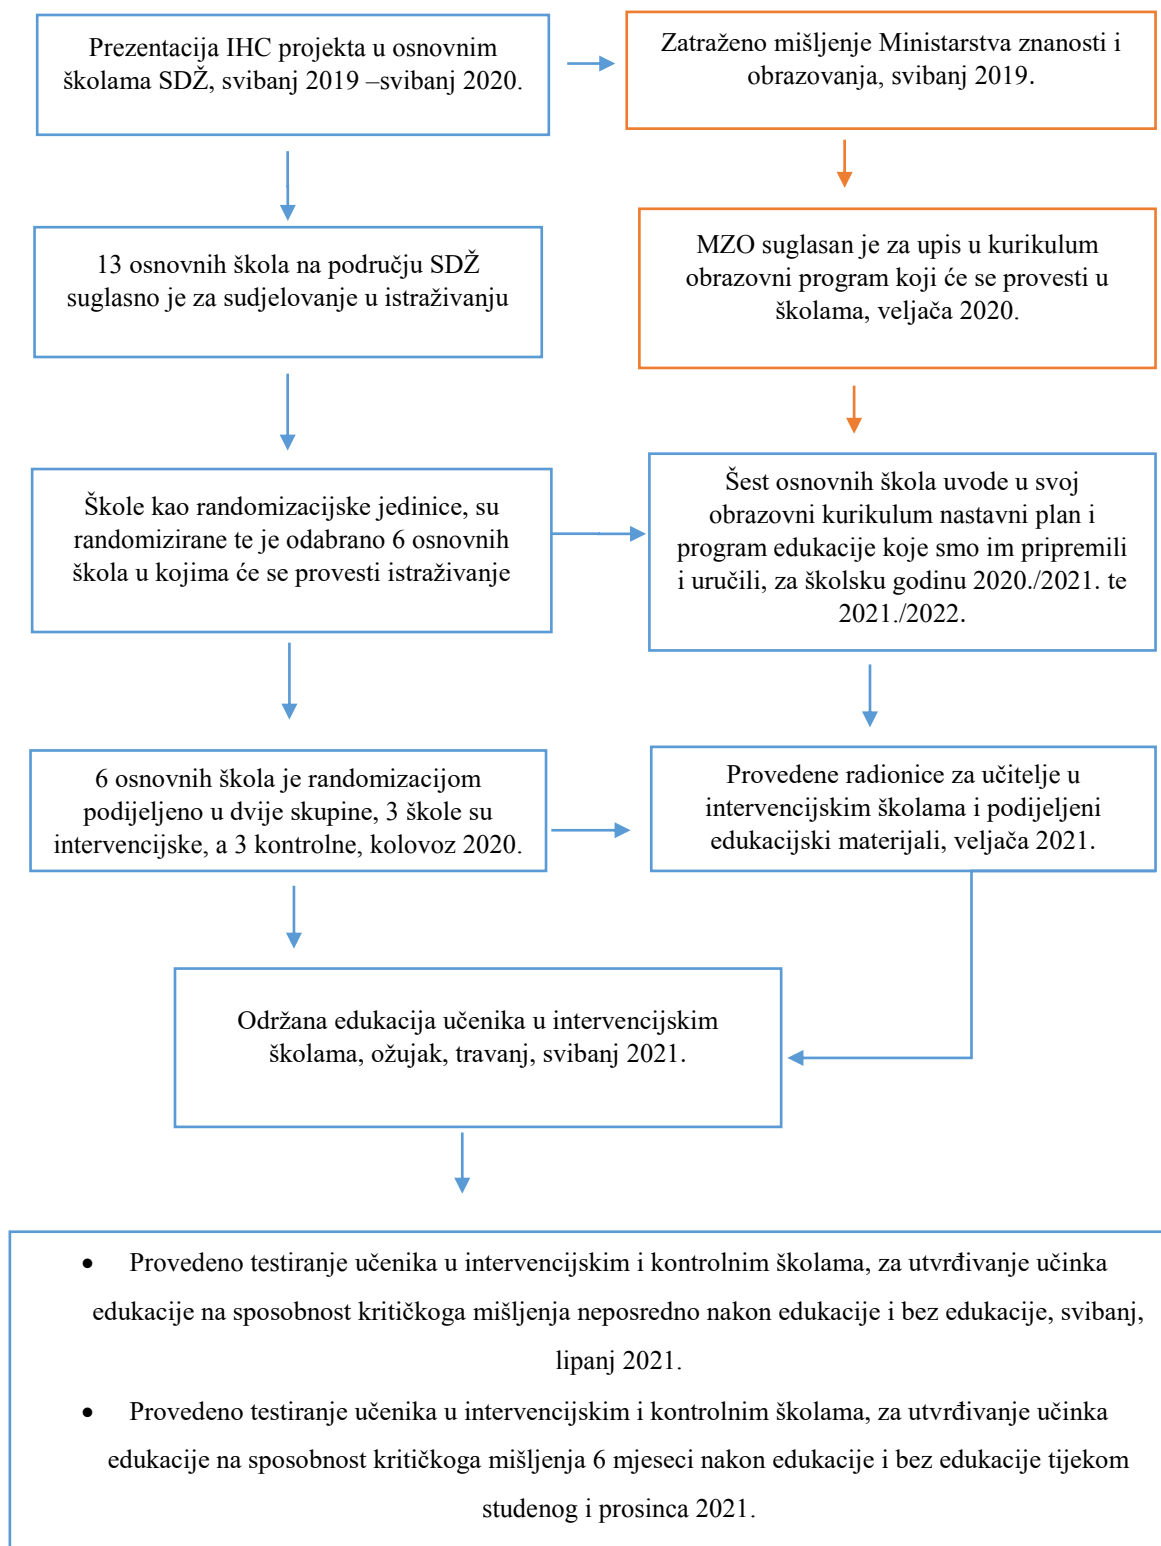 Prezentacija IHC projekta u osnovnim
školama SDŽ, svibanj 2019 –svibanj 2020.
Zatraženo mišljenje Ministarstva znanosti i
obrazovanja, svibanj 2019.
13 osnovnih škola na području SDŽ
suglasno je za sudjelovanje u istraživanju
MZO suglasan je za upis u kurikulum
obrazovni program koji će se provesti u
školama, veljača 2020.
Škole kao randomizacijske jedinice, su
randomizirane te je odabrano 6 osnovnih
škola u kojima će se provesti istraživanje
Šest osnovnih škola uvode u svoj
obrazovni kurikulum nastavni plan i
program edukacije koje smo im pripremili
i uručili, za školsku godinu 2020./2021. te
2021./2022.
6 osnovnih škola je randomizacijom
podijeljeno u dvije skupine, 3 škole su
intervencijske, a 3 kontrolne, kolovoz 2020.
Provedene radionice za učitelje u
intervencijskim školama i podijeljeni
edukacijski materijali, veljača 2021.
Održana edukacija učenika u intervencijskim
školama, ožujak, travanj, svibanj 2021.
• Provedeno testiranje učenika u intervencijskim i kontrolnim školama, za utvrđivanje učinka
edukacije na sposobnost kritičkoga mišljenja neposredno nakon edukacije i bez edukacije, svibanj,
lipanj 2021.
• Provedeno testiranje učenika u intervencijskim i kontrolnim školama, za utvrđivanje učinka
edukacije na sposobnost kritičkoga mišljenja 6 mjeseci nakon edukacije i bez edukacije tijekom
studenog i prosinca 2021.